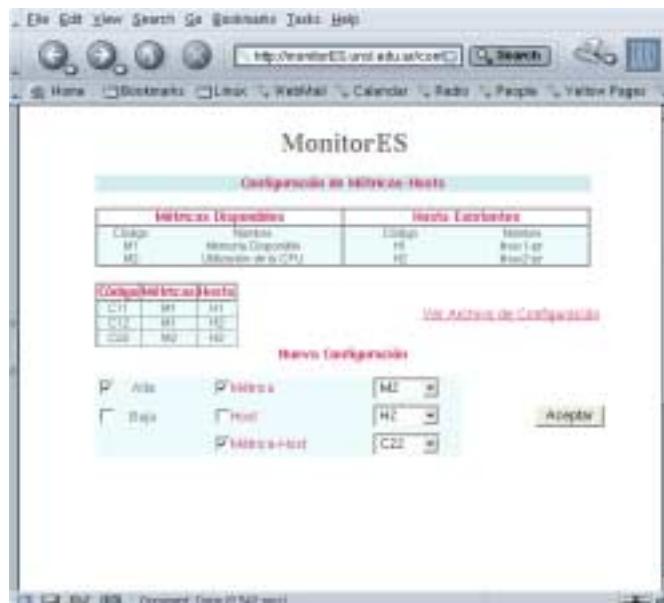 File Edit View Search Go Bookmarks Tasks Help
Search
Home Bookmarks Linux WebMail Calendar Radio People Yellow Pages
MonitorES
Configuración de Métricas-Hosts
Métricas Disponibles Hosts Existentes
Código Nombre Código Nombre
M1 Memoria Disponible H1
M2 Utilización de la CPU H2
Código Métricas Hosts
C11 M1 H1
C12 M1 H2
C22 M2 H2
Ver Archivo de Configuración
Nueva Configuración
Alta Métrica M2
Baja Host H2 Aceptar
Métrica-Host C22